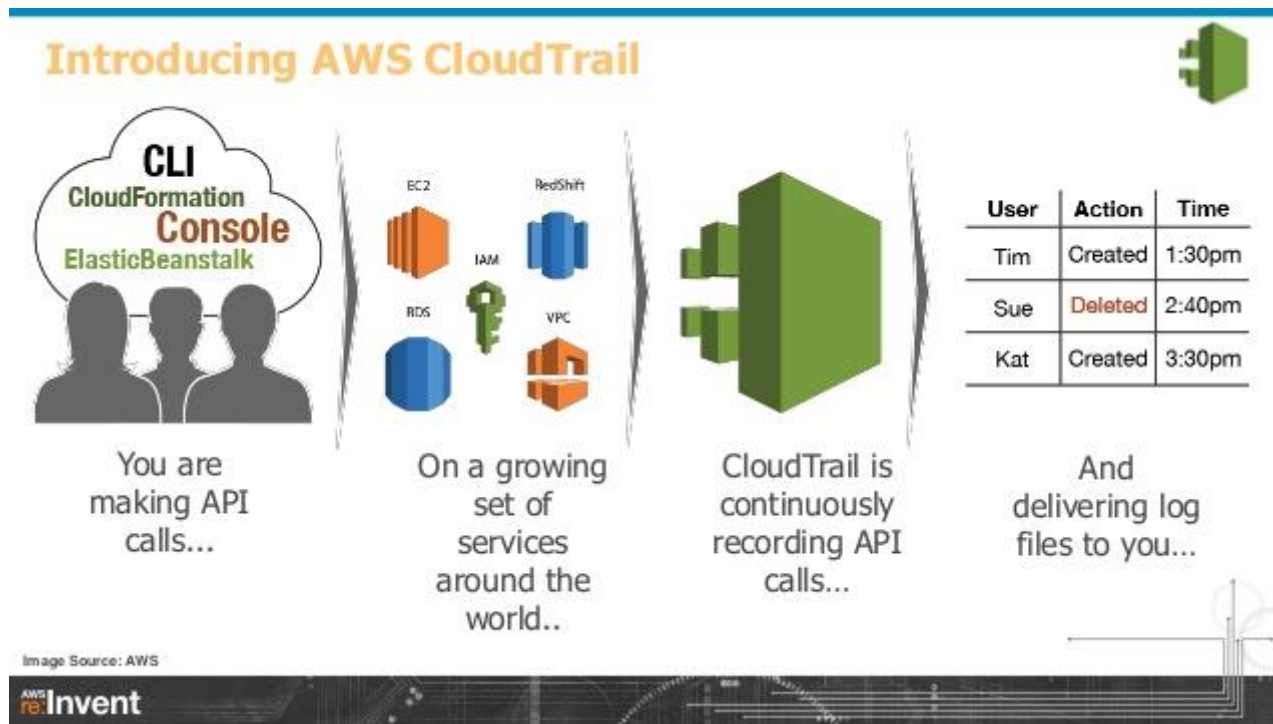 Introducing AWS CloudTrail
CLI
CloudFormation
Console
ElasticBeanstalk
You are
making API
calls...
EC2
RedShift
IAM
RDS
VPC
On a growing
set of
services
around the
world..
CloudTrail is
continuously
recording API
calls...
User Action Time
Tim Created 1:30pm
Sue Deleted 2:40pm
Kat Created 3:30pm
And
delivering log
files to you...
Image Source: AWS
AWS
re:Invent